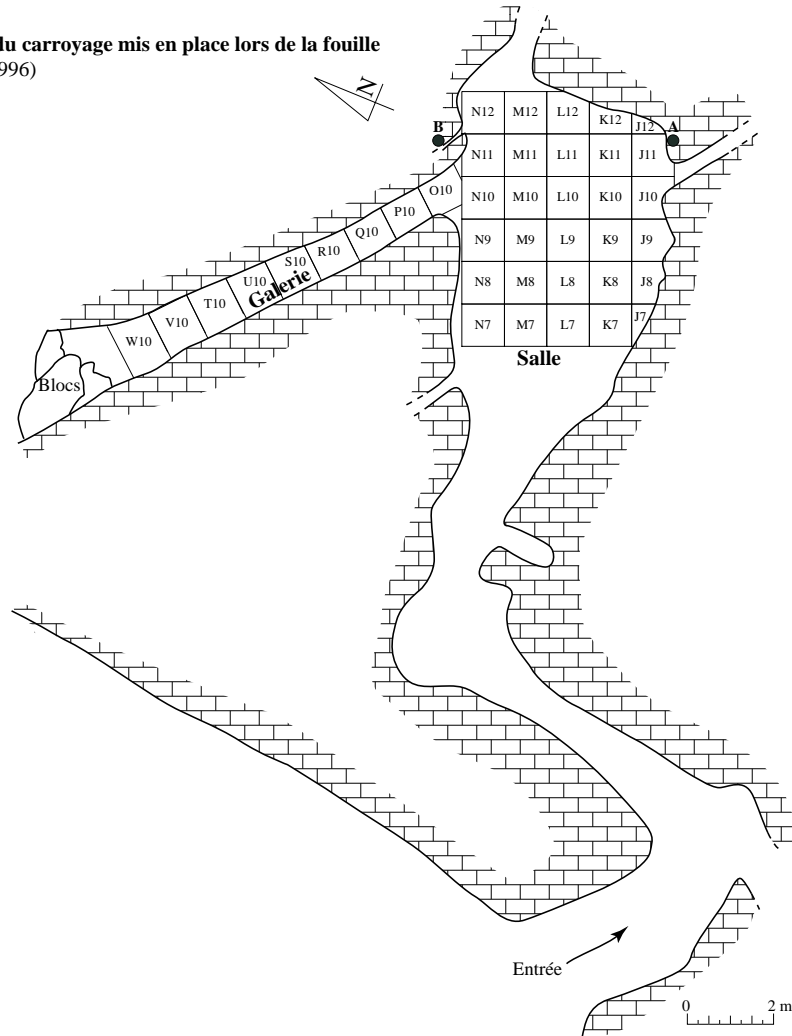 du carroyage mis en place lors de la fouille
996)
N
B
A
N12 M12 L12 K12 J12
N11 M11 L11 K11 J11
O10 N10 M10 L10 K10 J10
P10
Q10
R10
S10
U10
T10
V10
W10
N9 M9 L9 K9 J9
N8 M8 L8 K8 J8
N7 M7 L7 K7 J7
Galerie
Salle
Blocs
Entrée
0 2 m